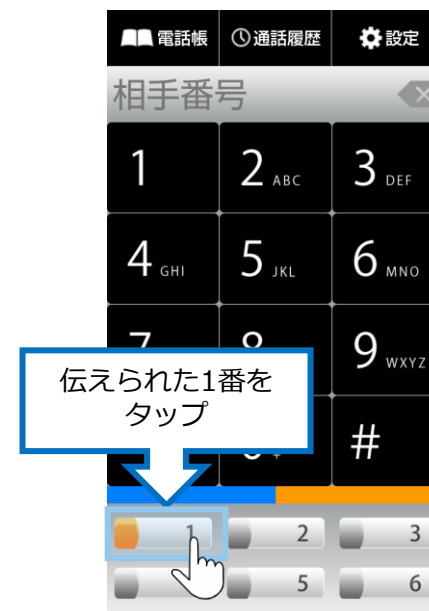 電話帳 通話履歴 設定
相手番号
1 2 ABC 3 DEF
4 GHI 5 JKL 6 MNO
9 WXYZ
伝えられた1番を
タップ
#
1 2 3
5 6